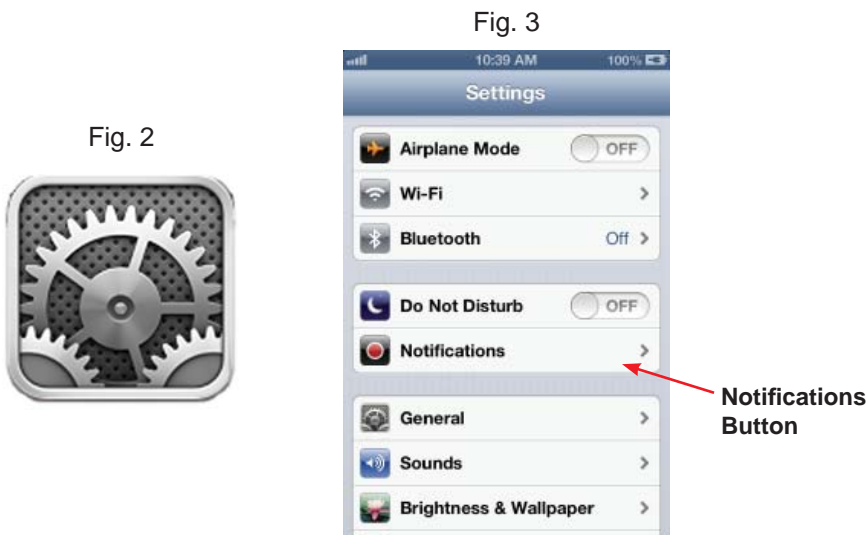 Fig. 3
10:39 AM 100%
Settings
Fig. 2
Airplane Mode OFF
Wi-Fi
Bluetooth Off
Do Not Disturb OFF
Notifications
Notifications
Button
General
Sounds
Brightness & Wallpaper